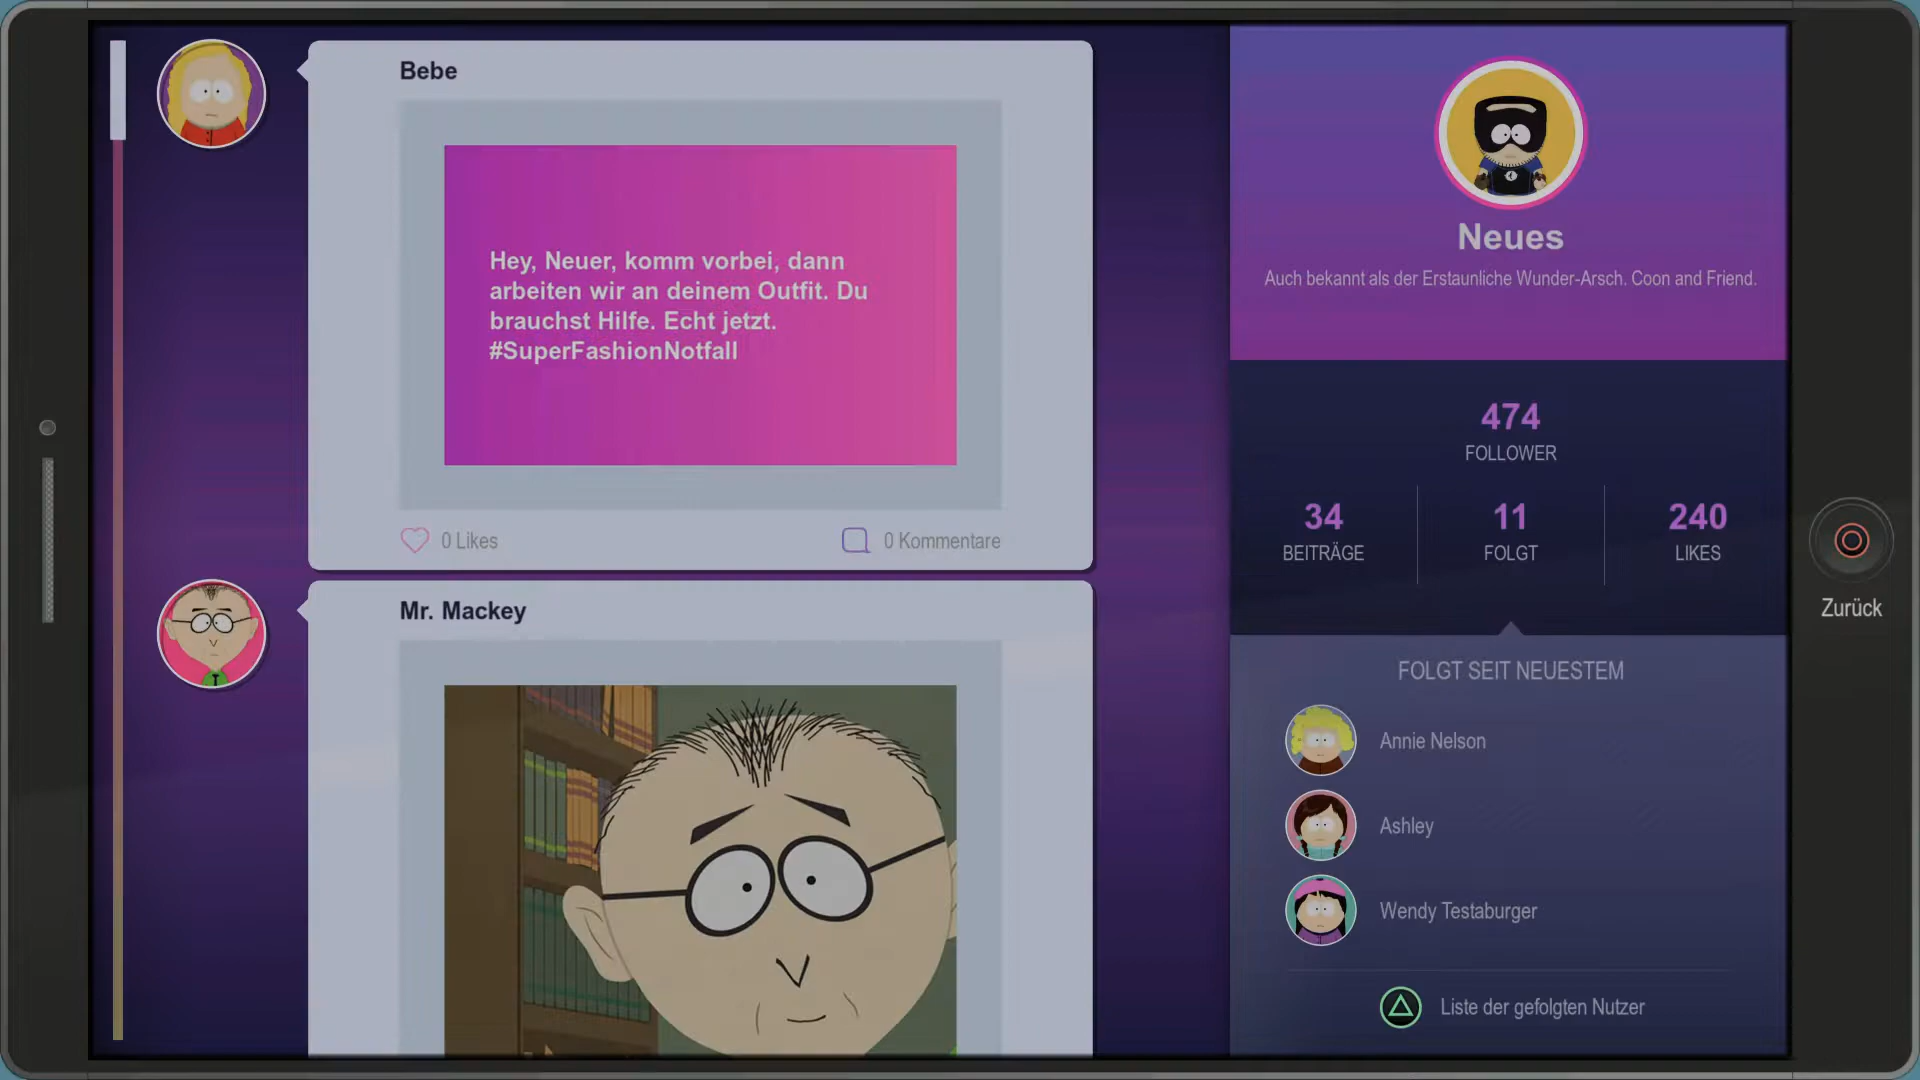 Bebe
Hey, Neuer, komm vorbei, dann
arbeiten wir an deinem Outfit. Du
brauchst Hilfe. Echt jetzt.
#SuperFashionNotfall
0 Likes
0 Kommentare
Mr. Mackey
Neues
Auch bekannt als der Erstaunliche Wunder-Arsch. Coon and Friend.
474
FOLLOWER
34
BEITRÄGE
11
FOLGT
240
LIKES
FOLGT SEIT NEUESTEM
Annie Nelson
Ashley
Wendy Testaburger
Liste der gefolgten Nutzer
Zurück